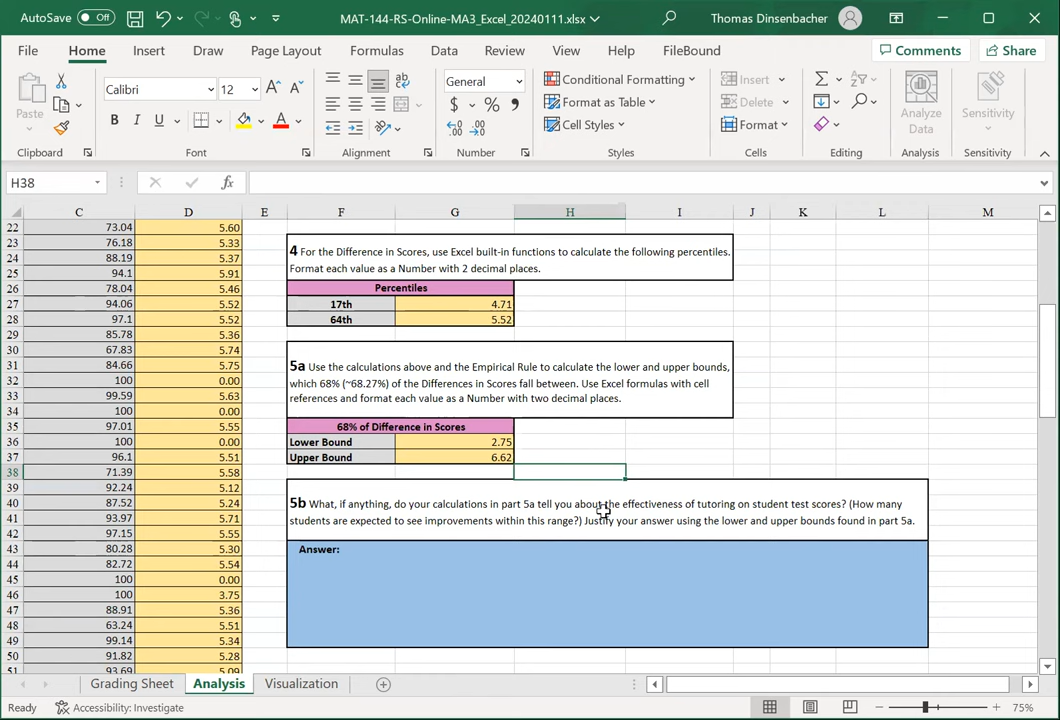 AutoSave Off MAT-144-RS-Online-MA3_Excel_20240111.xlsx Thomas Dinsenbacher
File Home Insert Draw Page Layout Formulas Data Review View Help FileBound Comments Share
Paste
Clipboard
Calibri 12
B I U
Font
Alignment
General
$ % ,
Number
Conditional Formatting
Format as Table
Cell Styles
Styles
Insert
Delete
Format
Cells
Editing
Analyze Data
Analysis
Sensitivity
Sensitivity
H38 fx
C D E F G H I J K L M
22 73.04 5.60
23 76.18 5.33
24 88.19 5.37
25 94.1 5.91
26 78.04 5.46
27 94.06 5.52
28 97.1 5.52
29 85.78 5.36
30 67.83 5.74
31 84.66 5.75
32 100 0.00
33 99.59 5.63
34 100 0.00
35 97.01 5.55
36 100 0.00
37 96.1 5.51
38 71.39 5.58
39 92.24 5.12
40 87.52 5.24
41 93.97 5.71
42 97.15 5.55
43 80.28 5.30
44 82.72 5.54
45 100 0.00
46 100 3.75
47 88.91 5.36
48 63.24 5.51
49 99.14 5.34
50 91.82 5.28
51 93.69 5.09
4 For the Difference in Scores, use Excel built-in functions to calculate the following percentiles.
Format each value as a Number with 2 decimal places.
Percentiles
17th 4.71
64th 5.52
5a Use the calculations above and the Empirical Rule to calculate the lower and upper bounds,
which 68% (~68.27%) of the Differences in Scores fall between. Use Excel formulas with cell
references and format each value as a Number with two decimal places.
68% of Difference in Scores
Lower Bound 2.75
Upper Bound 6.62
5b What, if anything, do your calculations in part 5a tell you about the effectiveness of tutoring on student test scores? (How many
students are expected to see improvements within this range?) Justify your answer using the lower and upper bounds found in part 5a.
Answer:
Grading Sheet Analysis Visualization
Ready Accessibility: Investigate 75%